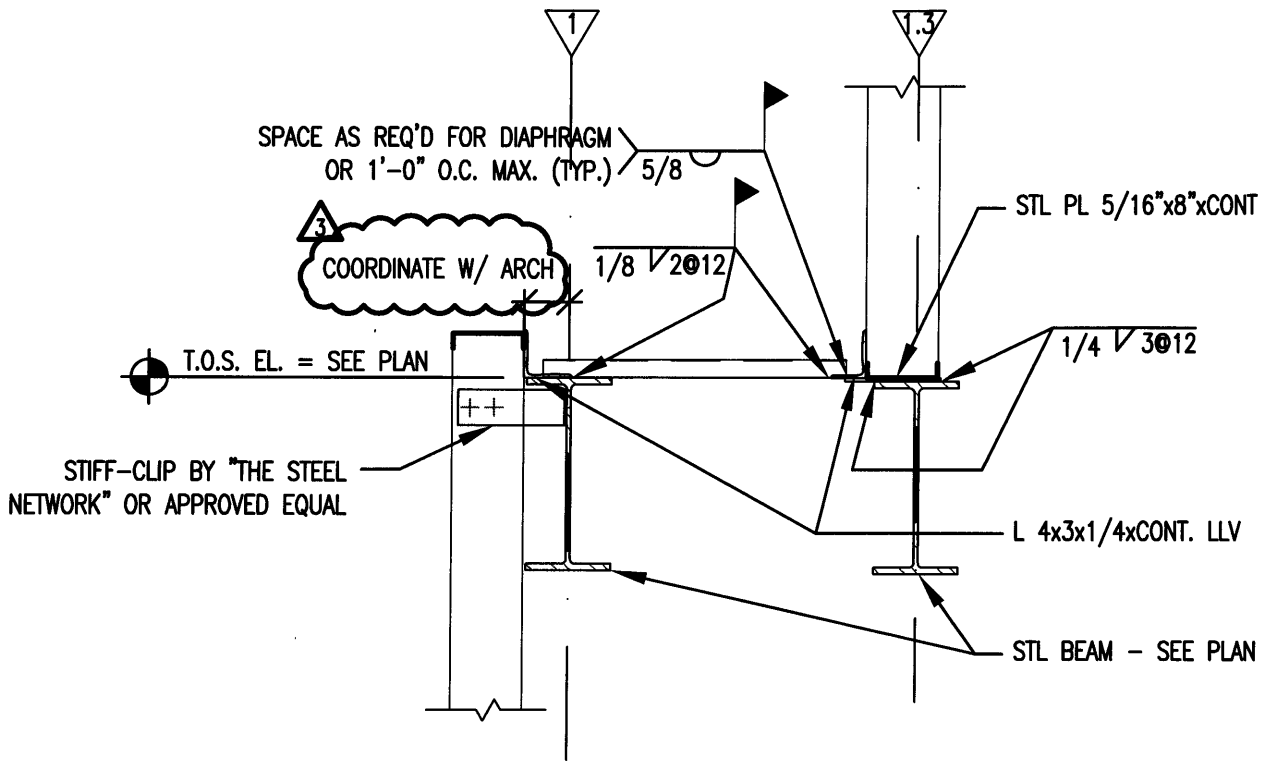 1
1.3
SPACE AS REQ'D FOR DIAPHRAGM
OR 1'-0" O.C. MAX. (TYP.)
5/8
STL PL 5/16"x8"xCONT
3
COORDINATE W/ ARCH
1/8 2@12
1/4 3@12
T.O.S. EL. = SEE PLAN
STIFF-CLIP BY "THE STEEL
NETWORK" OR APPROVED EQUAL
L 4x3x1/4xCONT. LLV
STL BEAM - SEE PLAN